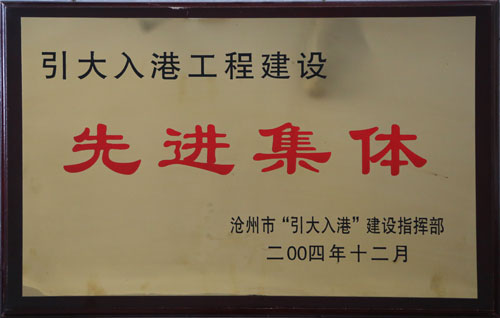 引大入港工程建设
先进集体
沧州市“引大入港”建设指挥部
二00四年十二月